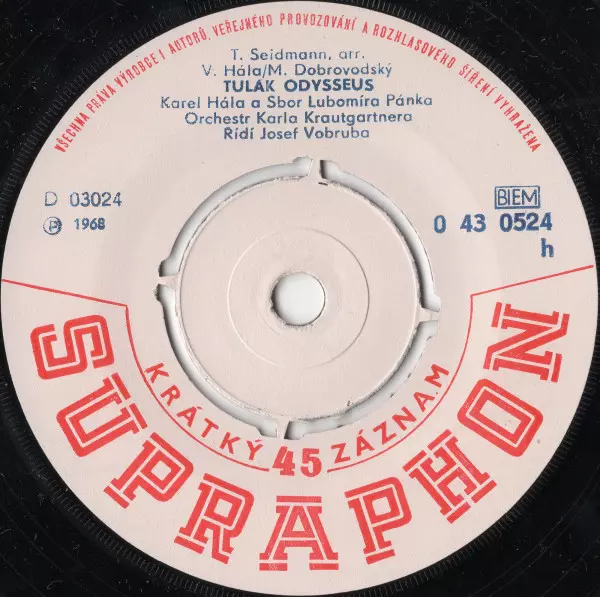 VŠECHNA PRÁVA VÝROBCE I AUTORŮ, VEŘEJNÉHO PROVOZOVÁNÍ A ROZHLASOVÉHO ŠÍŘENÍ VYHRAŽENA
T. Seidmann, arr.
V. Hála/M. Dobrovodský
TULÁK ODYSSEUS
Karel Hála a Sbor Lubomíra Pánka
Orchestr Karla Krautgartnera
Řídí Josef Vobruba
D 03024
Ⓟ 1968
BIEM
0 43 0524
h
KRÁTKÝ 45 ZÁZNAM
SUPRAPHON